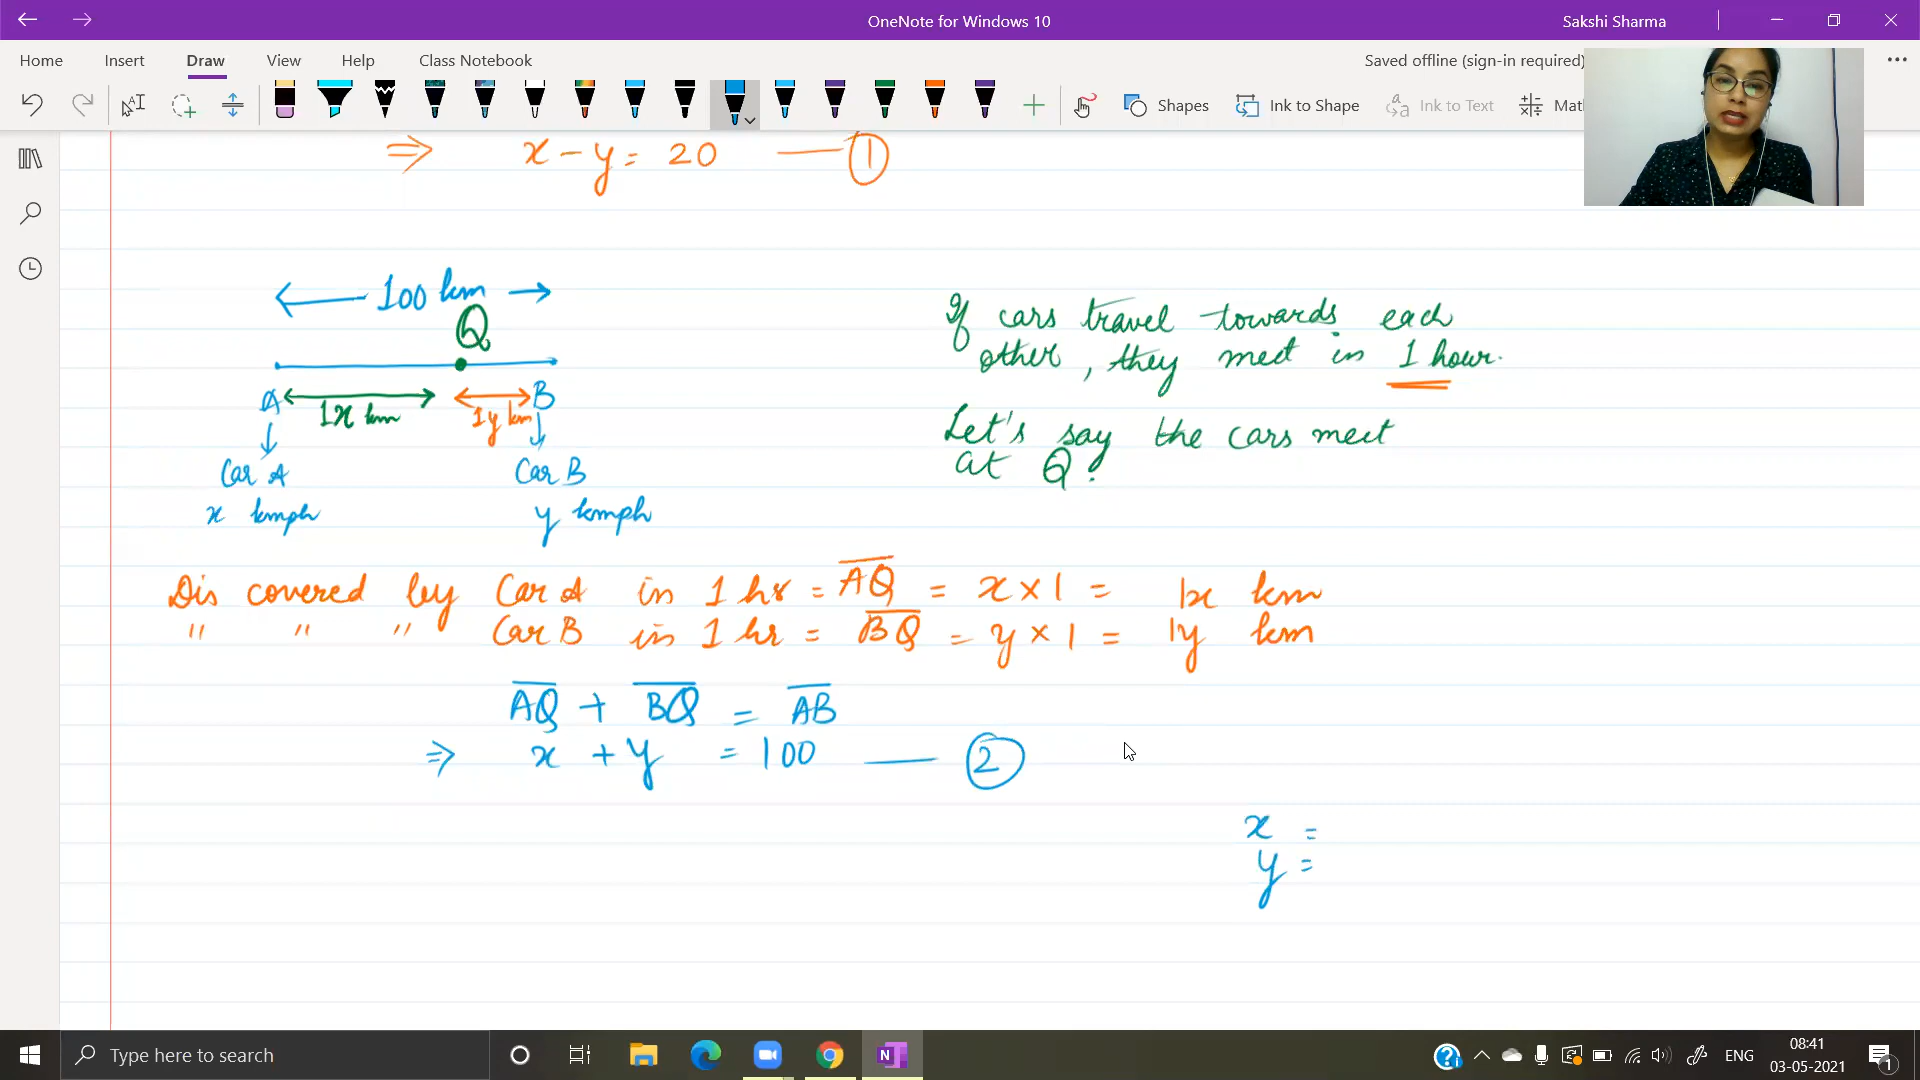 OneNote for Windows 10
Sakshi Sharma
Home Insert Draw View Help Class Notebook
Saved offline (sign-in required)
Shapes Ink to Shape Ink to Text Mat
⇒ x - y = 20 — ①
100 km
Q
A 1x km 1y km B
Car A Car B
x kmph y kmph
If cars travel towards each
other, they meet in 1 hour.
Let's say the cars meet
at Q.
Dis covered by Car A in 1 hr = AQ = x × 1 = 1x km
" " " Car B in 1 hr = BQ = y × 1 = 1y km
AQ + BQ = AB
⇒ x + y = 100 — ②
x =
y =
Type here to search
ENG
08:41
03-05-2021
1